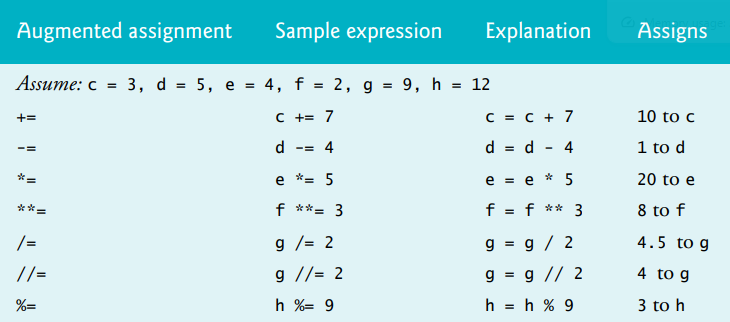 Augmented assignment Sample expression Explanation Assigns
Assume: c = 3, d = 5, e = 4, f = 2, g = 9, h = 12
+= c += 7 c = c + 7 10 to c
-= d -= 4 d = d - 4 1 to d
*= e *= 5 e = e * 5 20 to e
**= f **= 3 f = f ** 3 8 to f
/= g /= 2 g = g / 2 4.5 to g
//= g //= 2 g = g // 2 4 to g
%= h %= 9 h = h % 9 3 to h